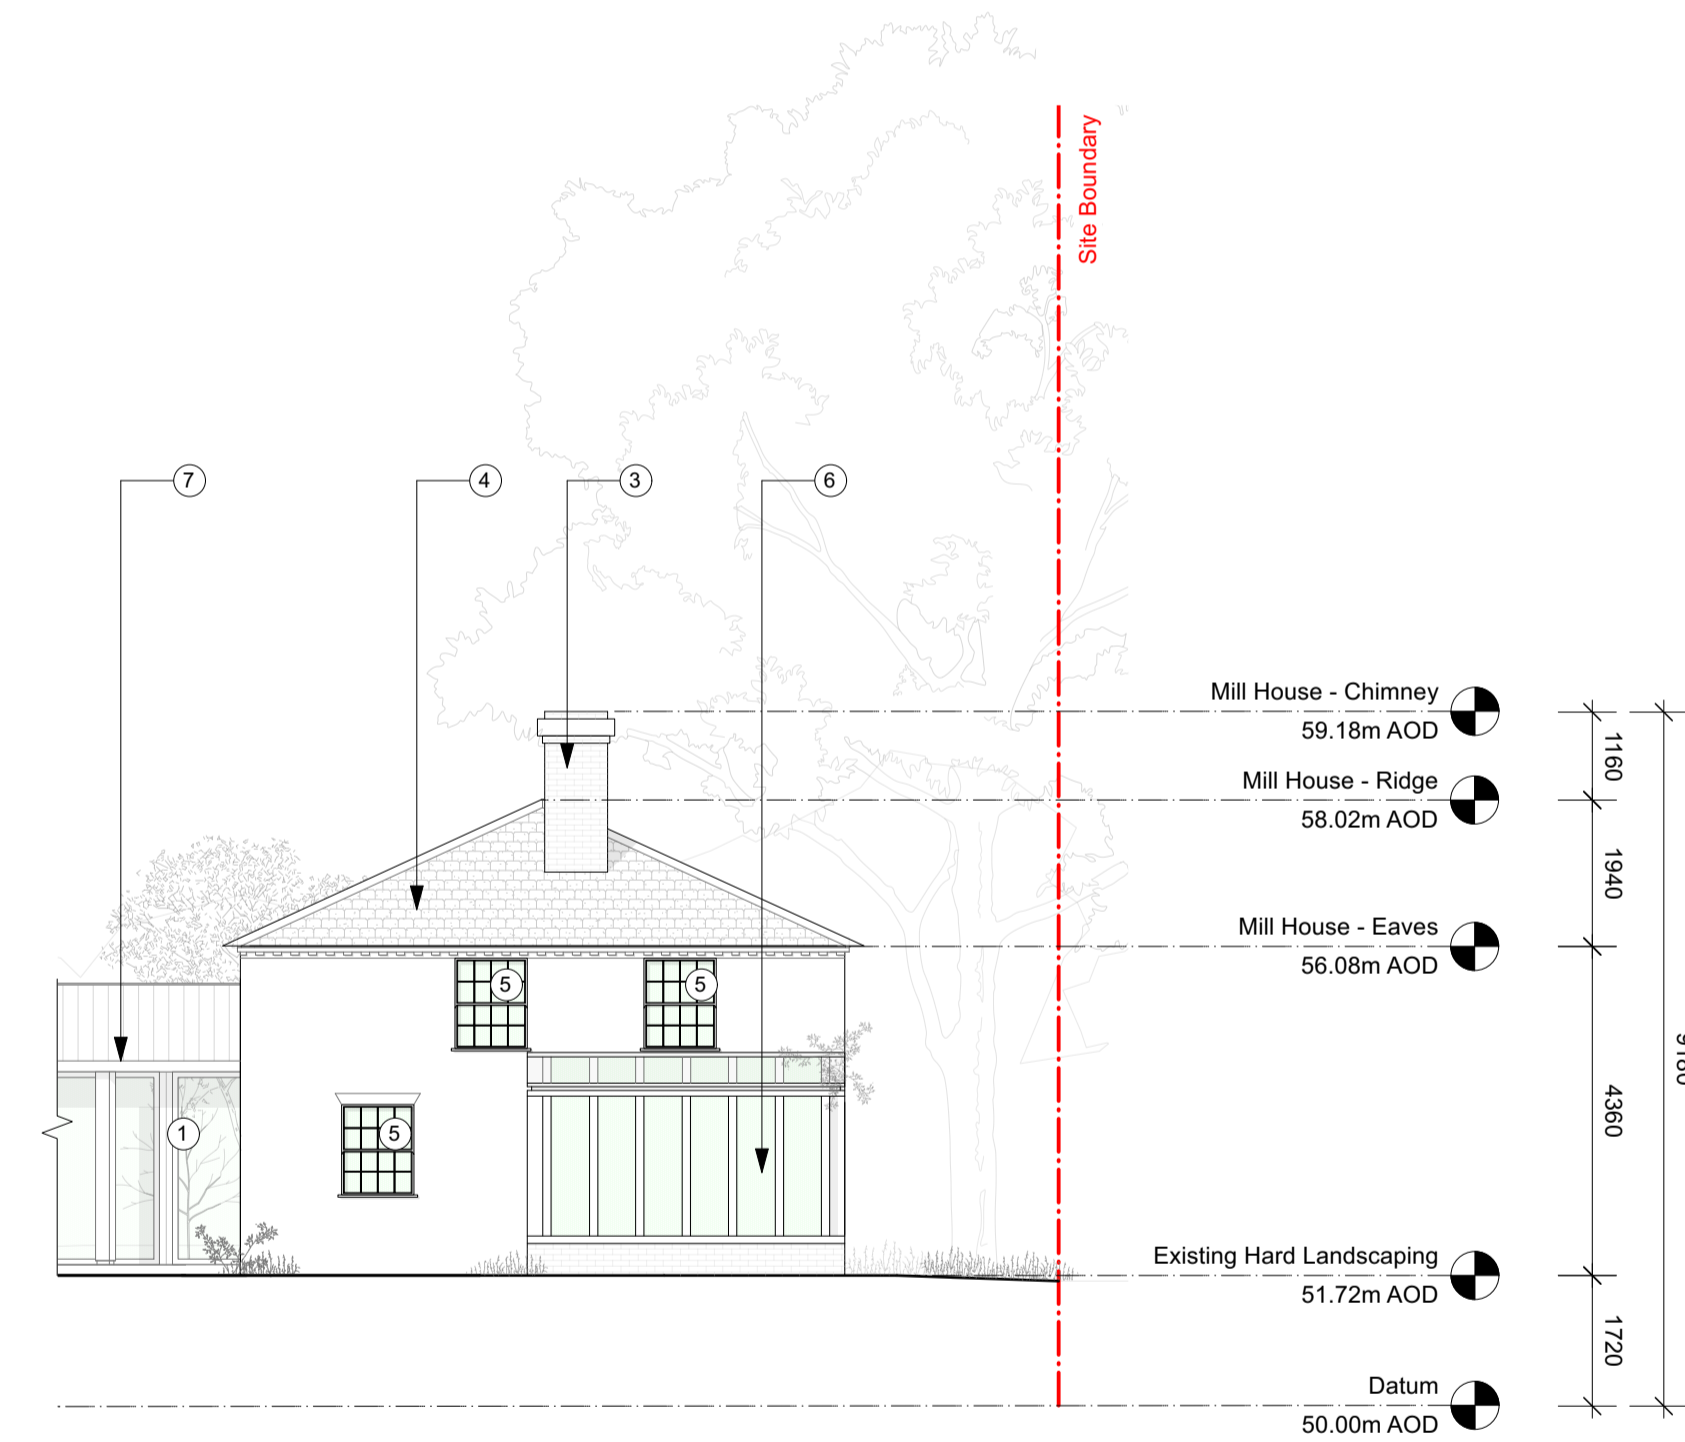 Site Boundary
7
4
3
6
Mill House - Chimney
59.18m AOD
1160
Mill House - Ridge
58.02m AOD
1940
Mill House - Eaves
56.08m AOD
5
5
4360
1
5
Existing Hard Landscaping
51.72m AOD
1720
Datum
50.00m AOD